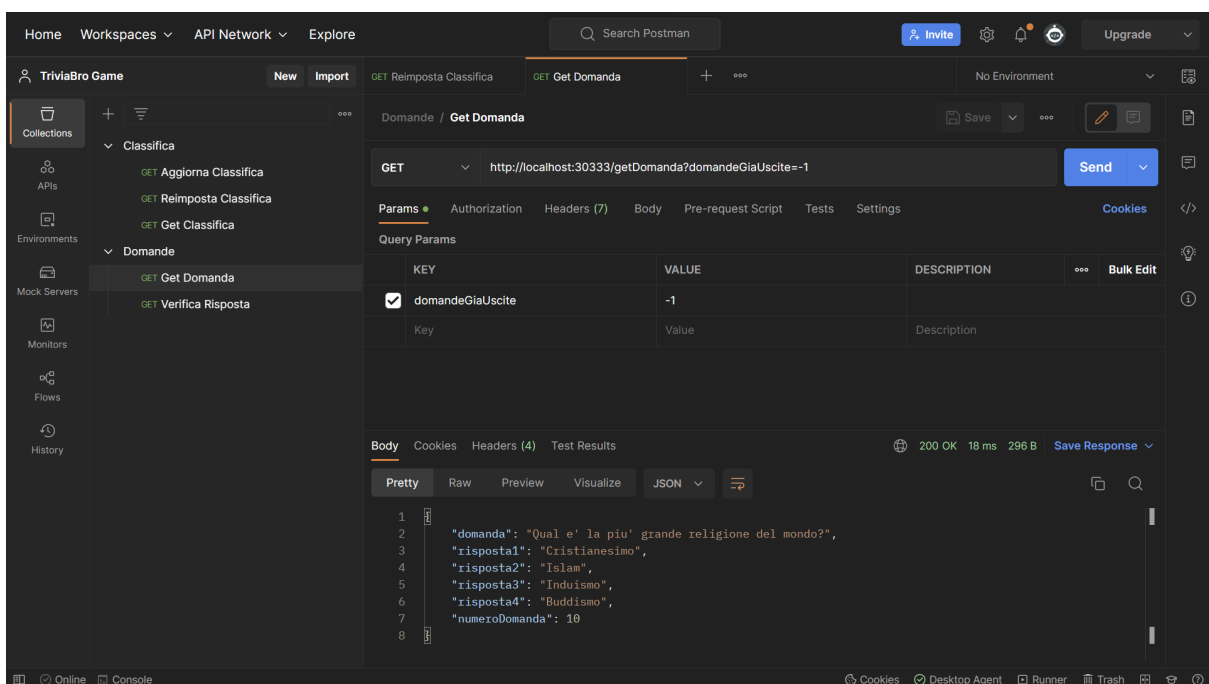 Home Workspaces API Network Explore Search Postman Invite Upgrade
TriviaBro Game New Import GET Reimposta Classifica GET Get Domanda No Environment
Collections
APIs
Environments
Mock Servers
Monitors
Flows
History
Classifica
GET Aggiorna Classifica
GET Reimposta Classifica
GET Get Classifica
Domande
GET Get Domanda
GET Verifica Risposta
Domande / Get Domanda Save
GET http://localhost:30333/getDomanda?domandeGiaUscite=-1 Send
Params Authorization Headers (7) Body Pre-request Script Tests Settings Cookies
Query Params
KEY VALUE DESCRIPTION Bulk Edit
domandeGiaUscite -1
Key Value Description
Body Cookies Headers (4) Test Results 200 OK 18 ms 296 B Save Response
Pretty Raw Preview Visualize JSON
1 {
2 "domanda": "Qual e' la piu' grande religione del mondo?",
3 "risposta1": "Cristianesimo",
4 "risposta2": "Islam",
5 "risposta3": "Induismo",
6 "risposta4": "Buddismo",
7 "numeroDomanda": 10
8 }
Online Console Cookies Desktop Agent Runner Trash